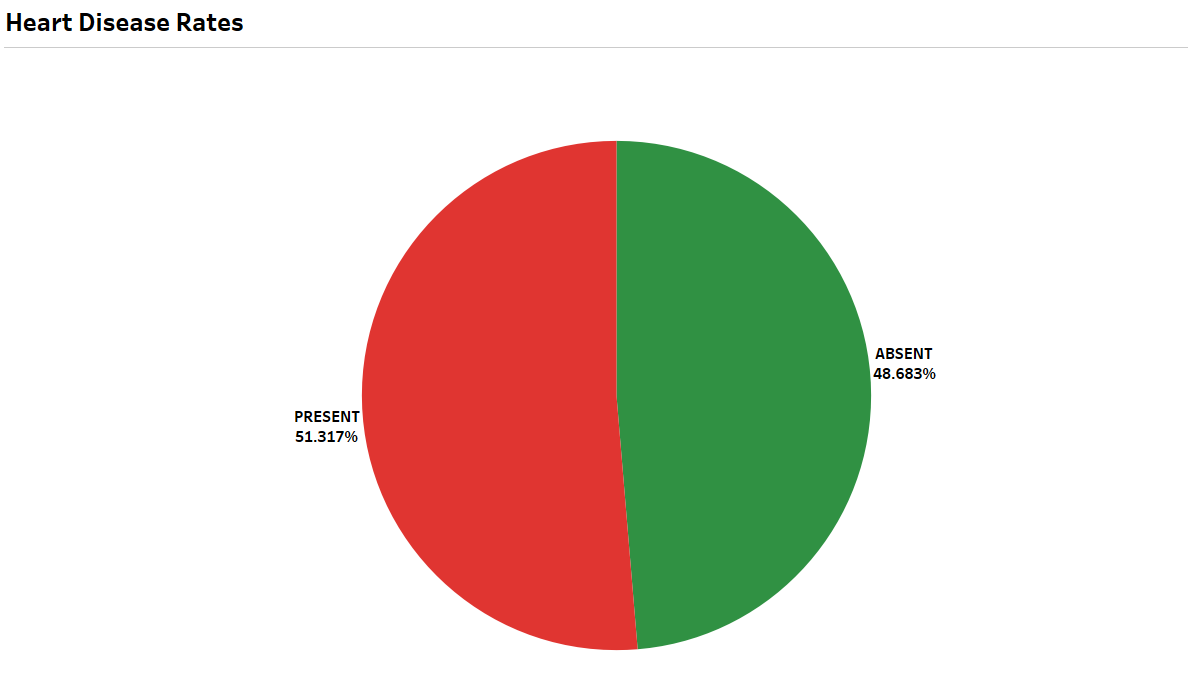 Heart Disease Rates
ABSENT
48.683%
PRESENT
51.317%